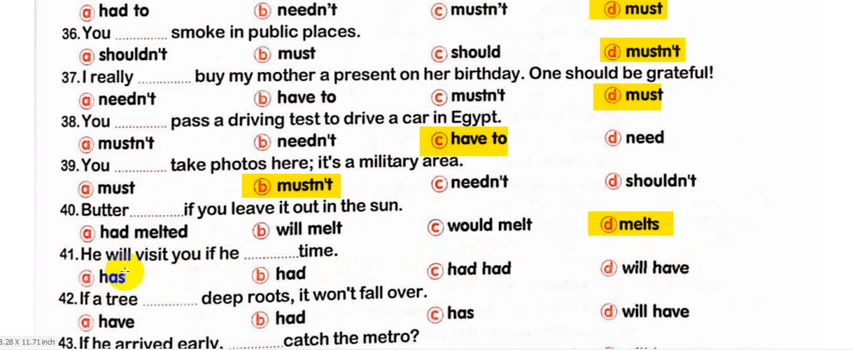 ⓐ had to ⓑ needn't ⓒ mustn't ⓓ must
36.You ............ smoke in public places.
ⓐ shouldn't ⓑ must ⓒ should ⓓ mustn't
37.I really ............ buy my mother a present on her birthday. One should be grateful!
ⓐ needn't ⓑ have to ⓒ mustn't ⓓ must
38.You ............ pass a driving test to drive a car in Egypt.
ⓐ mustn't ⓑ needn't ⓒ have to ⓓ need
39.You ............ take photos here; it's a military area.
ⓐ must ⓑ mustn't ⓒ needn't ⓓ shouldn't
40.Butter............if you leave it out in the sun.
ⓐ had melted ⓑ will melt ⓒ would melt ⓓ melts
41.He will visit you if he ............time.
ⓐ has ⓑ had ⓒ had had ⓓ will have
42.If a tree ............ deep roots, it won't fall over.
ⓐ have ⓑ had ⓒ has ⓓ will have
43.If he arrived early, ............catch the metro?
8.28 X 11.71 inch